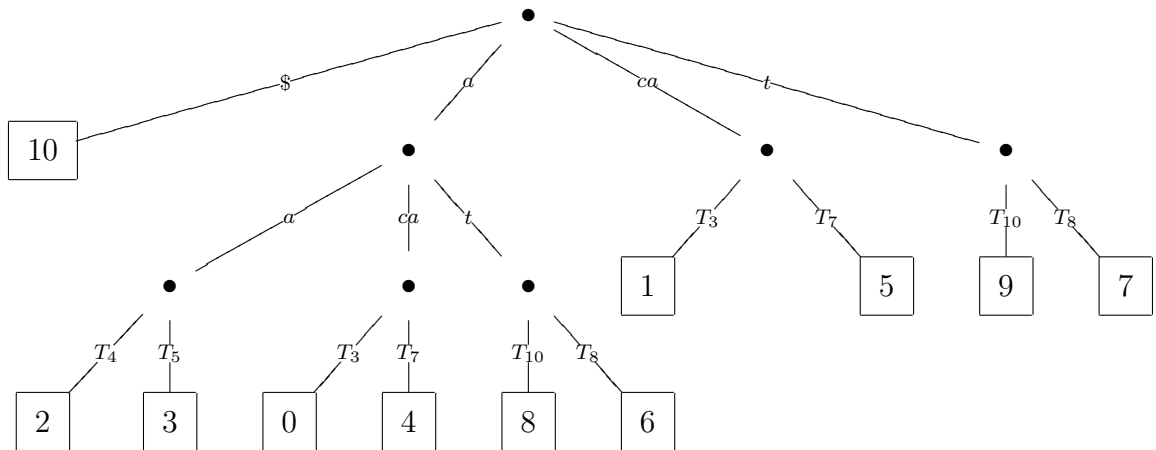 $ a ca t
10
a ca t T₃ T₇ T₁₀ T₈
1 5 9 7
T₄ T₅ T₃ T₇ T₁₀ T₈
2 3 0 4 8 6